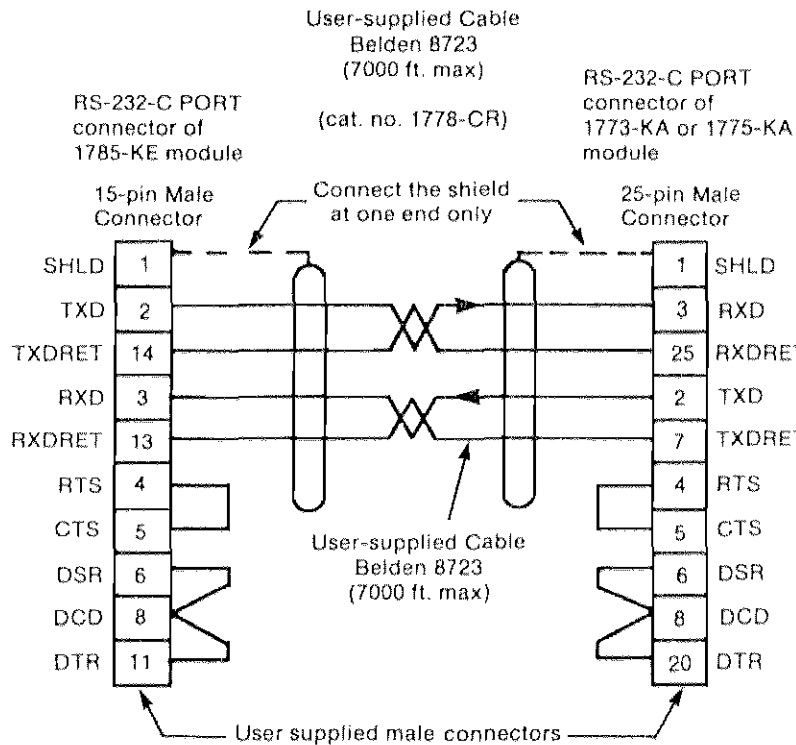 User-supplied Cable
Belden 8723
(7000 ft. max)
(cat. no. 1778-CR)
RS-232-C PORT
connector of
1785-KE module
RS-232-C PORT
connector of
1773-KA or 1775-KA
module
15-pin Male
Connector
Connect the shield
at one end only
25-pin Male
Connector
SHLD 1
TXD 2
TXDRET 14
RXD 3
RXDRET 13
RTS 4
CTS 5
DSR 6
DCD 8
DTR 11
1 SHLD
3 RXD
25 RXDRET
2 TXD
7 TXDRET
4 RTS
5 CTS
6 DSR
8 DCD
20 DTR
User-supplied Cable
Belden 8723
(7000 ft. max)
User supplied male connectors